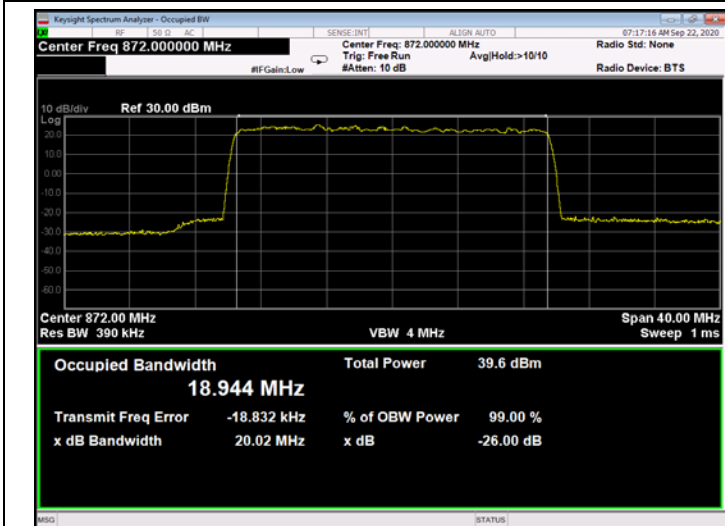 Keysight Spectrum Analyzer - Occupied BW
RF 50 Ω AC SENSE:INT ALIGN AUTO 07:17:16 AM Sep 22, 2020
Center Freq 872.000000 MHz Center Freq: 872.000000 MHz Radio Std: None
Trig: Free Run Avg|Hold:>10/10
#IFGain:Low #Atten: 10 dB Radio Device: BTS
10 dB/div Ref 30.00 dBm
Log
20.0
10.0
0.00
-10.0
-20.0
-30.0
-40.0
-50.0
-60.0
Center 872.00 MHz Span 40.00 MHz
Res BW 390 kHz VBW 4 MHz Sweep 1 ms
Occupied Bandwidth Total Power 39.6 dBm
18.944 MHz
Transmit Freq Error -18.832 kHz % of OBW Power 99.00 %
x dB Bandwidth 20.02 MHz x dB -26.00 dB
MSG STATUS